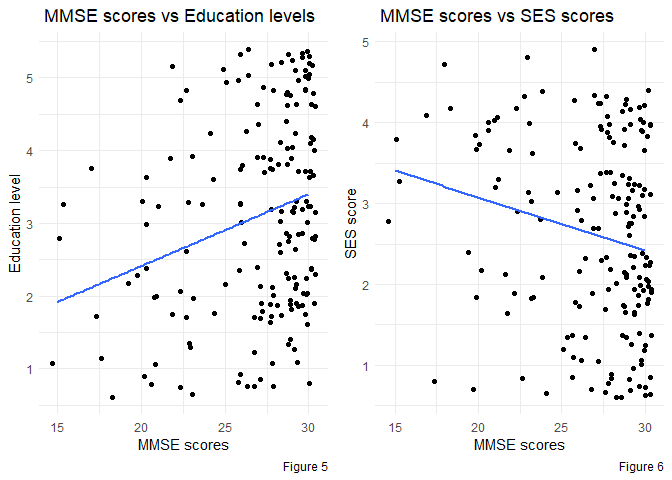 MMSE scores vs Education levels
Education level
5
4
3
2
1
15
20
25
30
MMSE scores
Figure 5
MMSE scores vs SES scores
SES score
5
4
3
2
1
15
20
25
30
MMSE scores
Figure 6